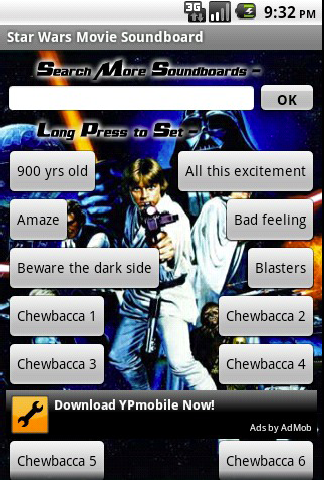 3G
9:32 PM
Star Wars Movie Soundboard
Search More Soundboards -
OK
Long Press to Set -
900 yrs old
All this excitement
Amaze
Bad feeling
Beware the dark side
Blasters
Chewbacca 1
Chewbacca 2
Chewbacca 3
Chewbacca 4
Download YPmobile Now!
Ads by AdMob
Chewbacca 5
Chewbacca 6